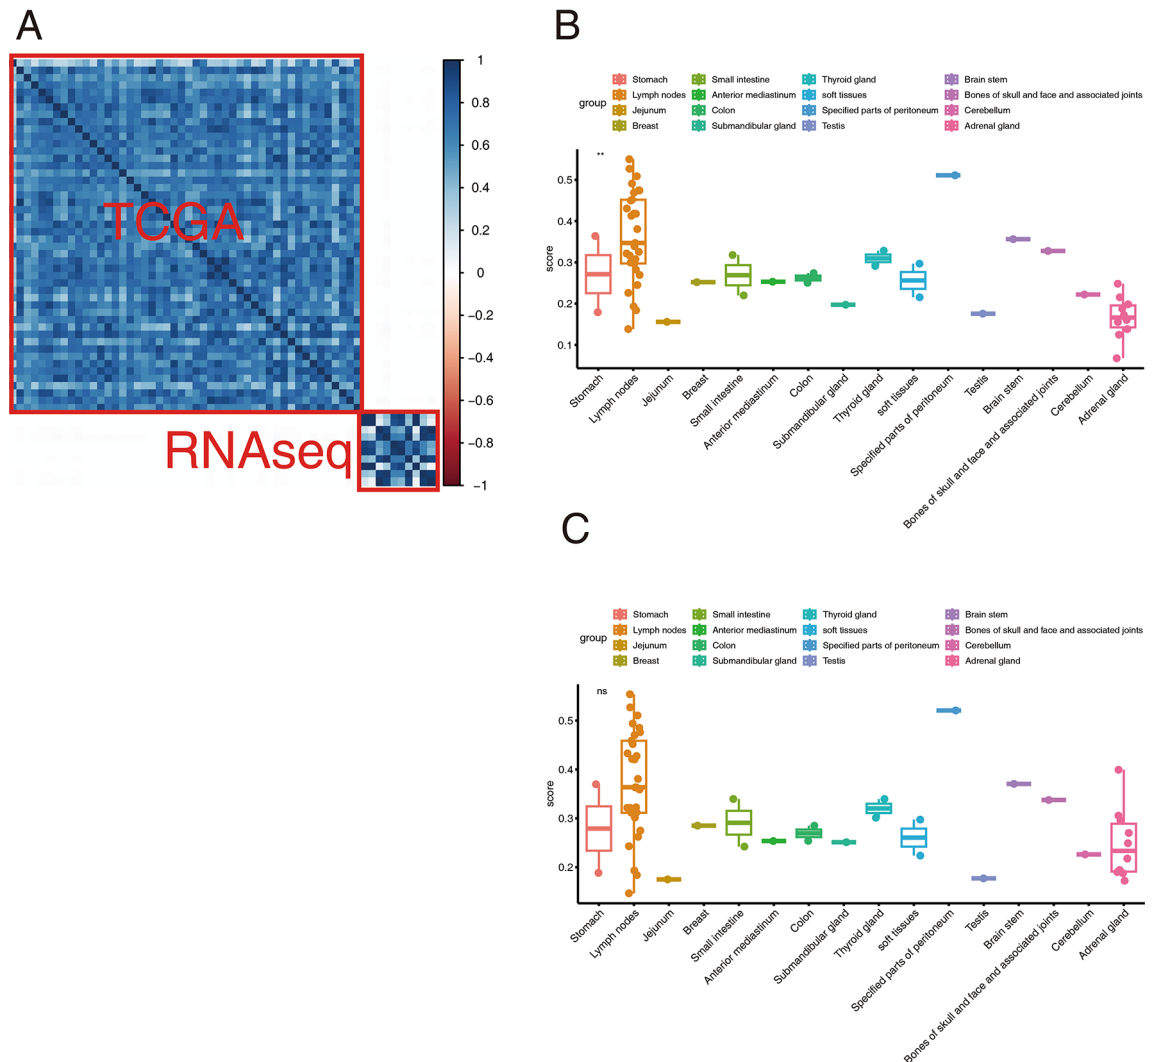 A
TCGA
RNAseq
1
0.8
0.6
0.4
0.2
0
−0.2
−0.4
−0.6
−0.8
−1
B
group
Stomach
Lymph nodes
Jejunum
Breast
Small intestine
Anterior mediastinum
Colon
Submandibular gland
Thyroid gland
soft tissues
Specified parts of peritoneum
Testis
Brain stem
Bones of skull and face and associated joints
Cerebellum
Adrenal gland
**
score
0.5
0.4
0.3
0.2
0.1
Stomach
Lymph nodes
Jejunum
Breast
Small intestine
Anterior mediastinum
Colon
Submandibular gland
Thyroid gland
soft tissues
Specified parts of peritoneum
Testis
Brain stem
Bones of skull and face and associated joints
Cerebellum
Adrenal gland
C
group
Stomach
Lymph nodes
Jejunum
Breast
Small intestine
Anterior mediastinum
Colon
Submandibular gland
Thyroid gland
soft tissues
Specified parts of peritoneum
Testis
Brain stem
Bones of skull and face and associated joints
Cerebellum
Adrenal gland
ns
score
0.5
0.4
0.3
0.2
Stomach
Lymph nodes
Jejunum
Breast
Small intestine
Anterior mediastinum
Colon
Submandibular gland
Thyroid gland
soft tissues
Specified parts of peritoneum
Testis
Brain stem
Bones of skull and face and associated joints
Cerebellum
Adrenal gland